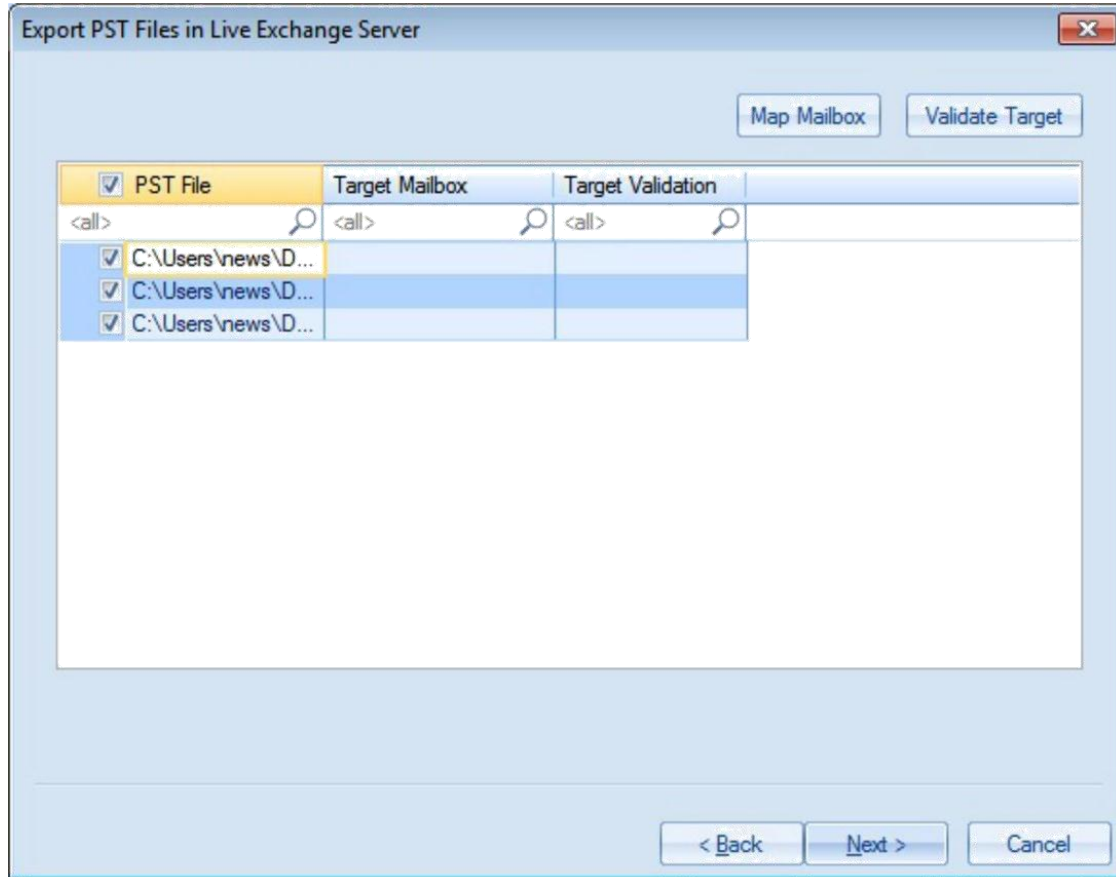 Export PST Files in Live Exchange Server
Map Mailbox Validate Target
PST File Target Mailbox Target Validation
<all> <all> <all>
C:\Users\news\D...
C:\Users\news\D...
C:\Users\news\D...
< Back Next > Cancel